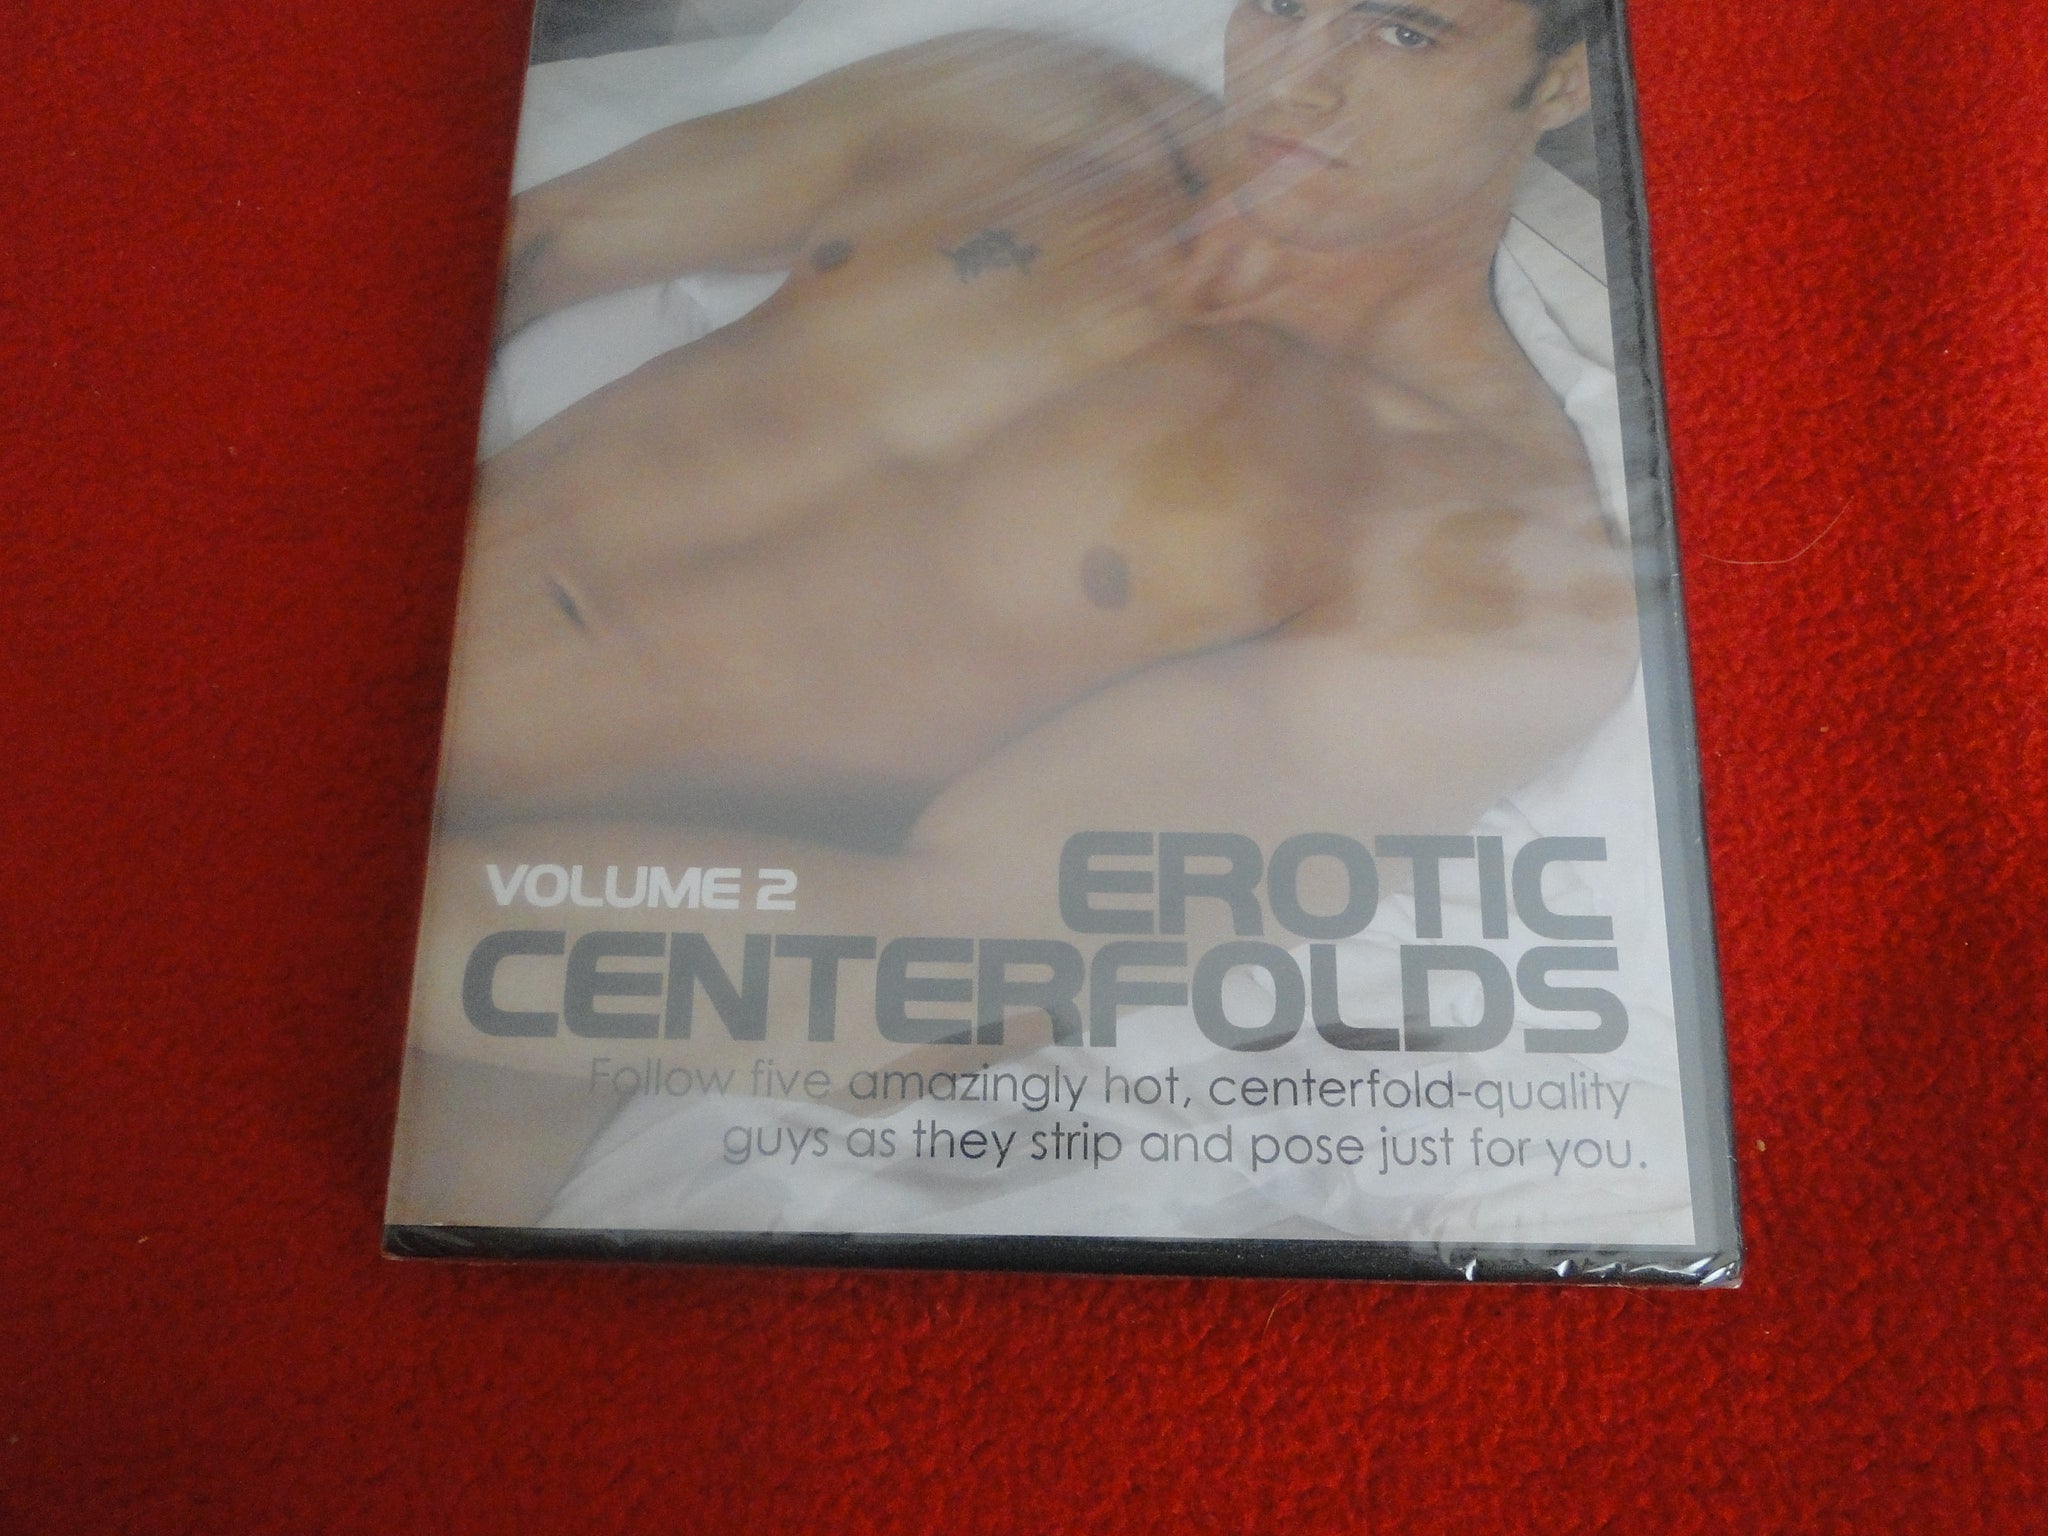 VOLUME 2
EROTIC
CENTERFOLDS
Follow five amazingly hot, centerfold-quality
guys as they strip and pose just for you.